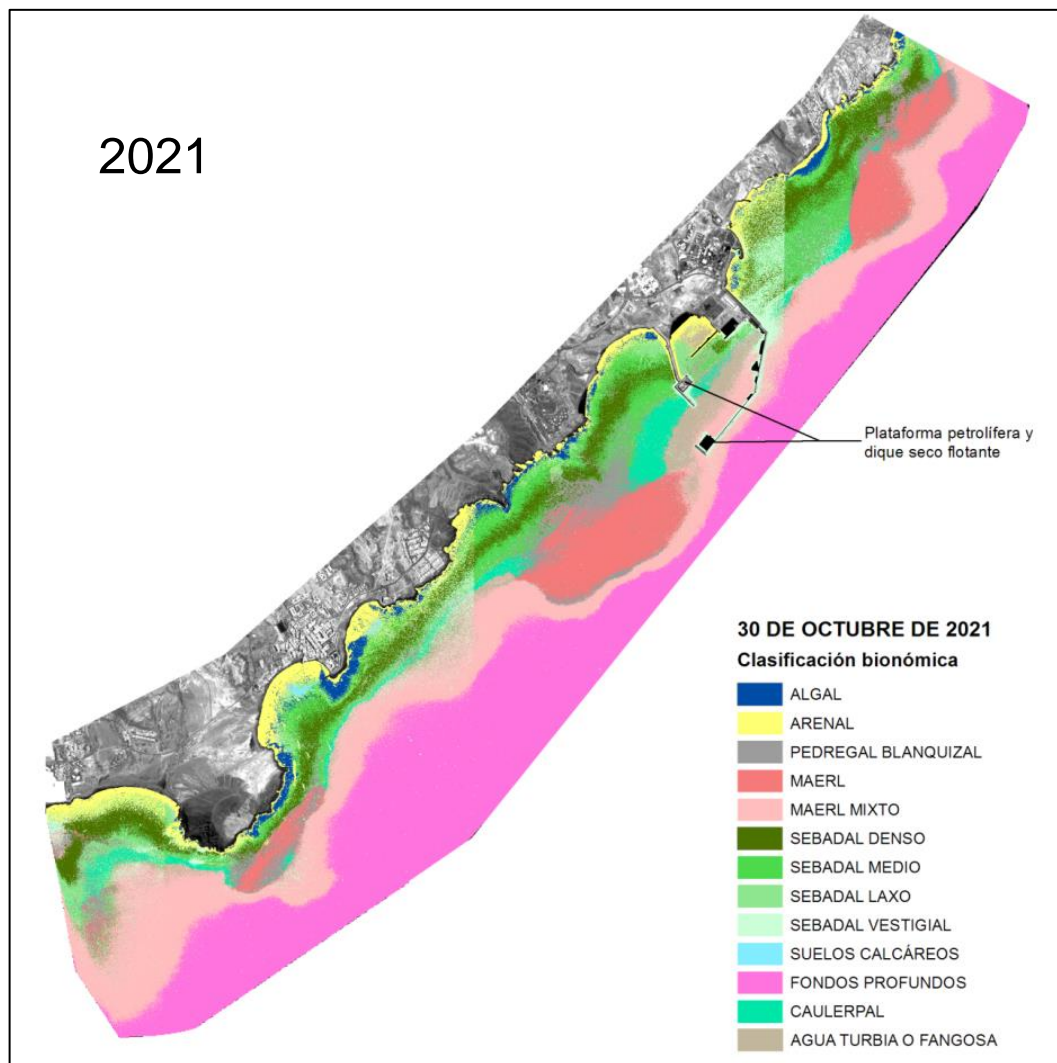 2021
Plataforma petrolífera y
dique seco flotante
30 DE OCTUBRE DE 2021
Clasificación bionómica
ALGAL
ARENAL
PEDREGAL BLANQUIZAL
MAERL
MAERL MIXTO
SEBADAL DENSO
SEBADAL MEDIO
SEBADAL LAXO
SEBADAL VESTIGIAL
SUELOS CALCÁREOS
FONDOS PROFUNDOS
CAULERPAL
AGUA TURBIA O FANGOSA